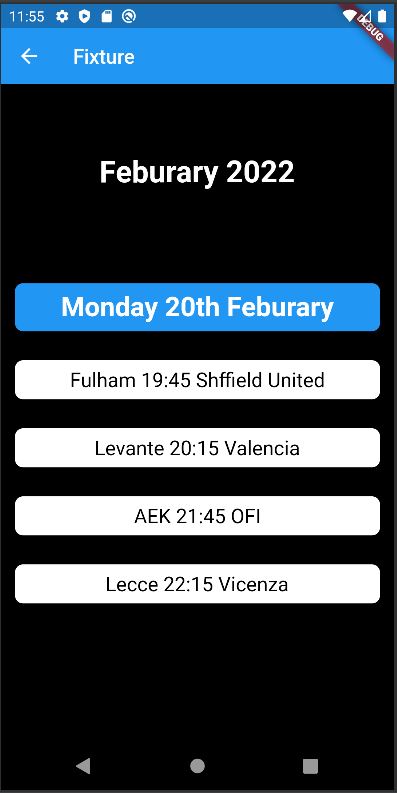 11:55
DEBUG
Fixture
Feburary 2022
Monday 20th Feburary
Fulham 19:45 Shffield United
Levante 20:15 Valencia
AEK 21:45 OFI
Lecce 22:15 Vicenza